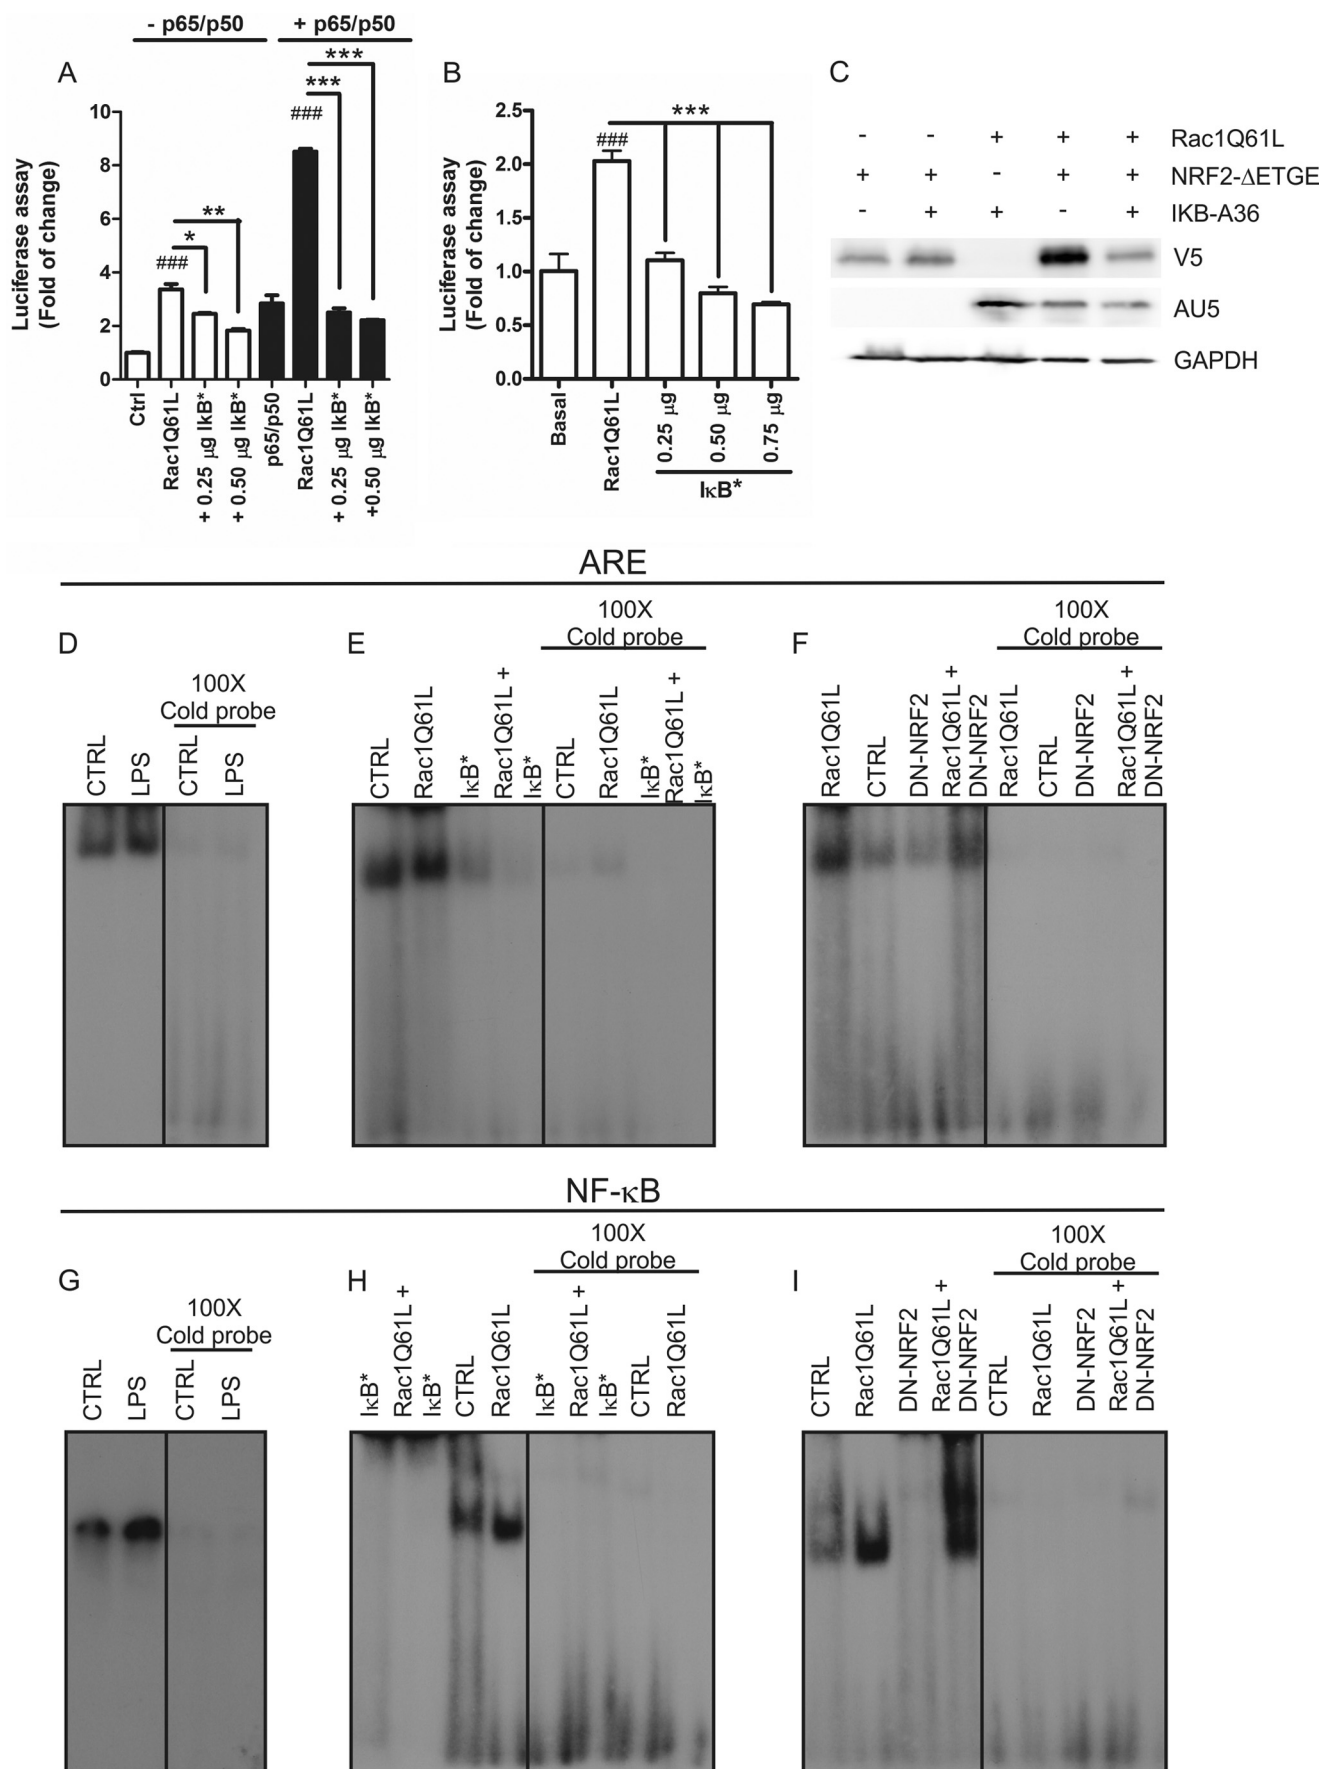 - p65/p50
+ p65/p50
A
Luciferase assay
(Fold of change)
10
8
6
4
2
0
###
*
**
###
***
***
Ctrl
Rac1Q61L
+ 0.25 μg IkB*
+ 0.50 μg IkB*
p65/p50
Rac1Q61L
+ 0.25 μg IkB*
+0.50 μg IkB*
B
Luciferase assay
(Fold of change)
2.5
2.0
1.5
1.0
0.5
0.0
###
***
Basal
Rac1Q61L
0.25 μg
0.50 μg
0.75 μg
IκB*
C
- - + + + Rac1Q61L
+ + - + + NRF2-ΔETGE
- + + - + IKB-A36
V5
AU5
GAPDH
ARE
D
100X
Cold probe
CTRL
LPS
CTRL
LPS
E
100X
Cold probe
CTRL
Rac1Q61L
IκB*
Rac1Q61L +
IκB*
CTRL
Rac1Q61L
IκB*
Rac1Q61L +
IκB*
F
100X
Cold probe
Rac1Q61L
CTRL
DN-NRF2
Rac1Q61L +
DN-NRF2
Rac1Q61L
CTRL
DN-NRF2
Rac1Q61L +
DN-NRF2
NF-κB
G
100X
Cold probe
CTRL
LPS
CTRL
LPS
H
100X
Cold probe
IκB*
Rac1Q61L +
IκB*
CTRL
Rac1Q61L
IκB*
Rac1Q61L +
IκB*
CTRL
Rac1Q61L
I
100X
Cold probe
CTRL
Rac1Q61L
DN-NRF2
Rac1Q61L +
DN-NRF2
CTRL
Rac1Q61L
DN-NRF2
Rac1Q61L +
DN-NRF2